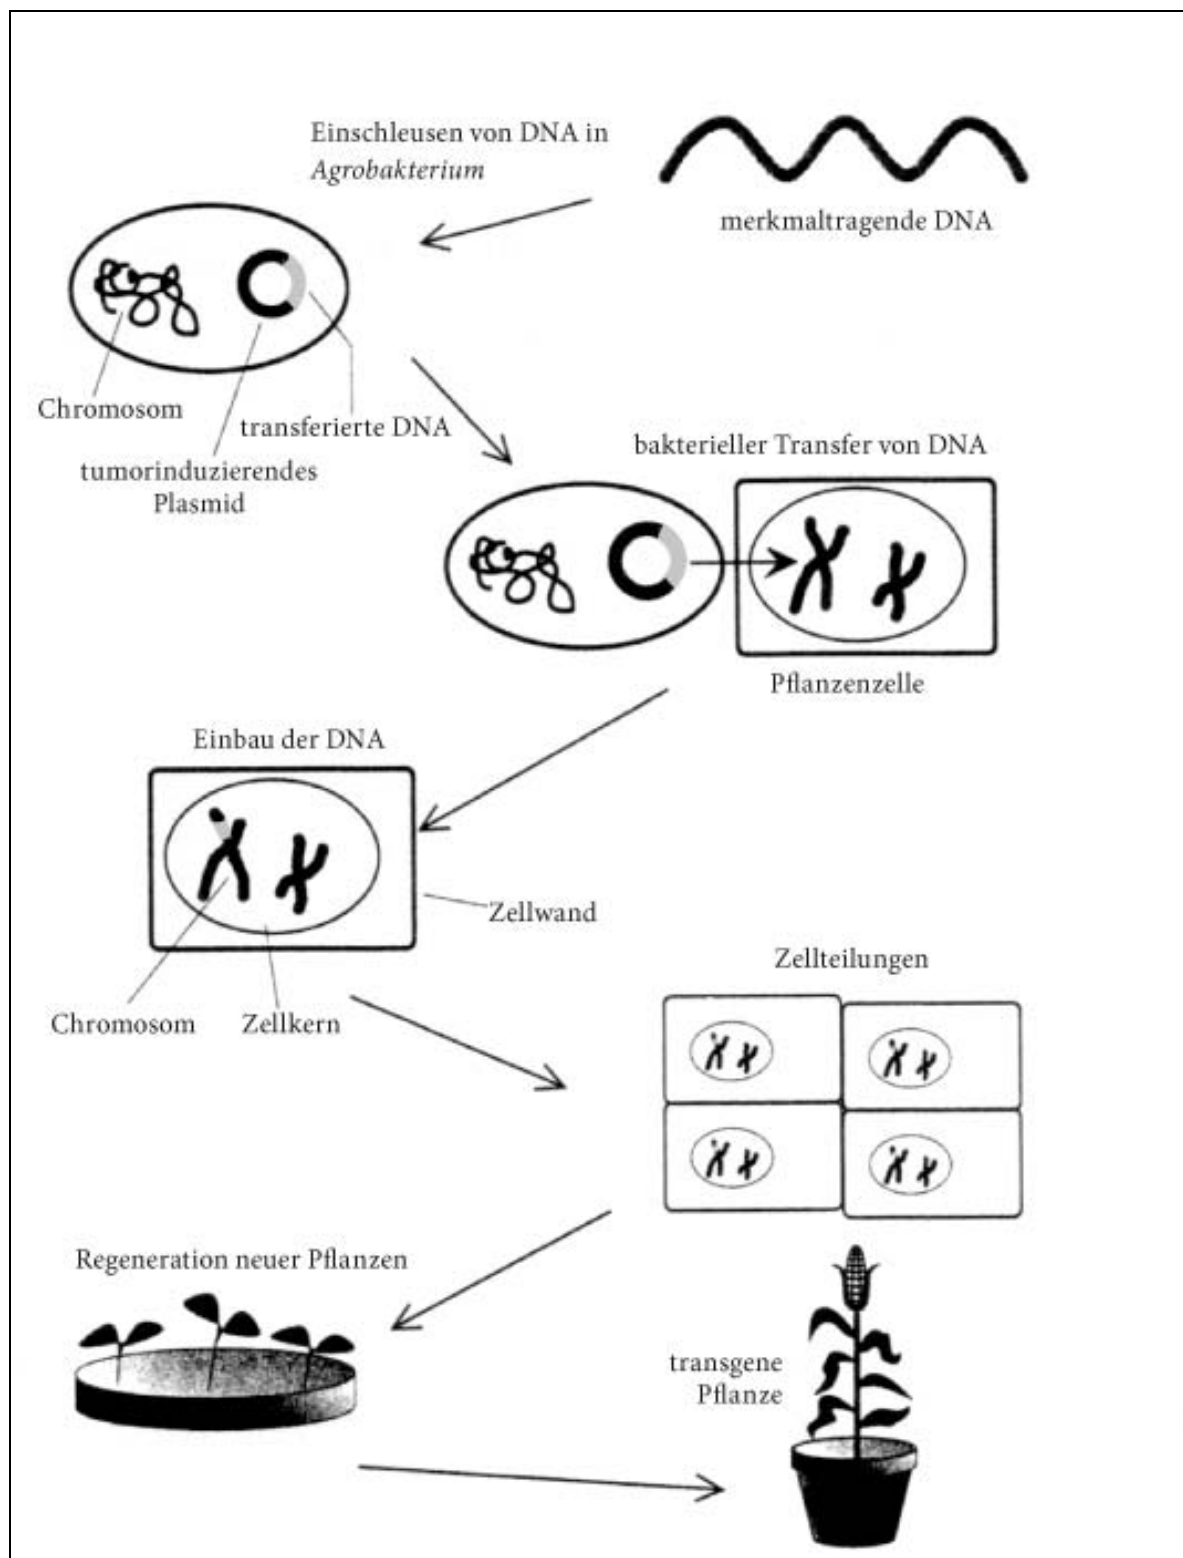 Einschleusen von DNA in
Agrobakterium
merkmaltragende DNA
Chromosom
transferierte DNA
tumorinduzierendes
Plasmid
bakterieller Transfer von DNA
Pflanzenzelle
Einbau der DNA
Zellwand
Chromosom
Zellkern
Zellteilungen
Regeneration neuer Pflanzen
transgene
Pflanze